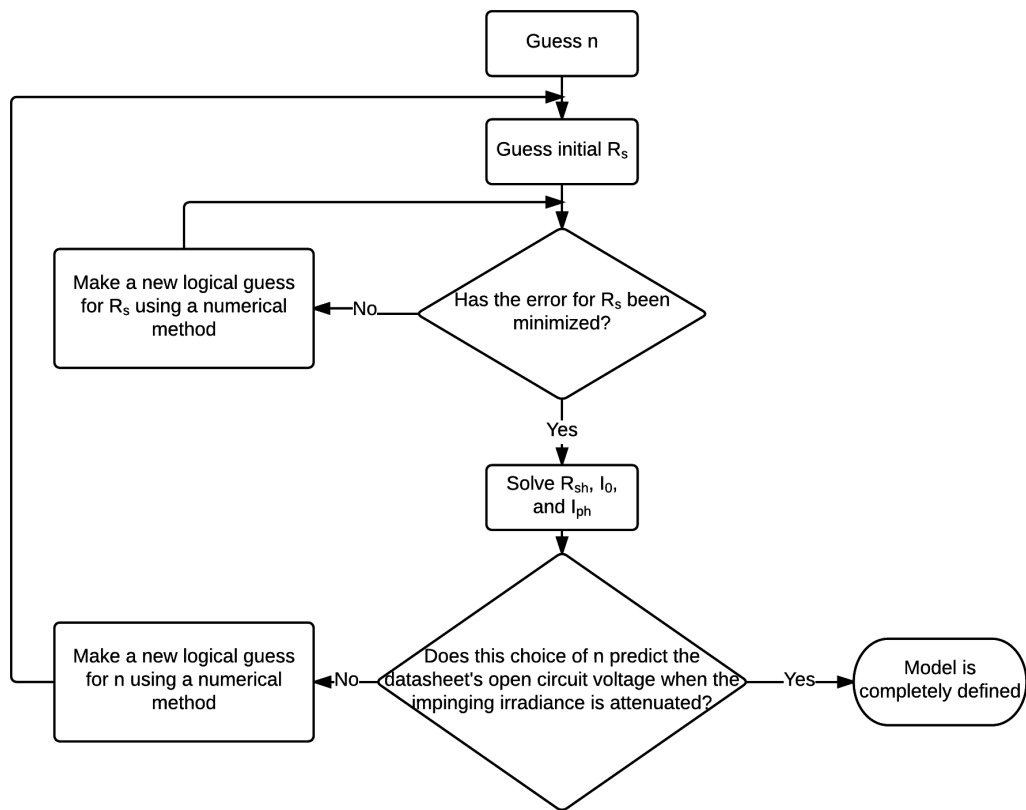 Guess n
Guess initial Rₛ
Has the error for Rₛ been
minimized?
No
Make a new logical guess
for Rₛ using a numerical
method
Yes
Solve Rₛₕ, I₀,
and Iₚₕ
Does this choice of n predict the
datasheet's open circuit voltage when the
impinging irradiance is attenuated?
No
Make a new logical guess
for n using a numerical
method
Yes
Model is
completely defined